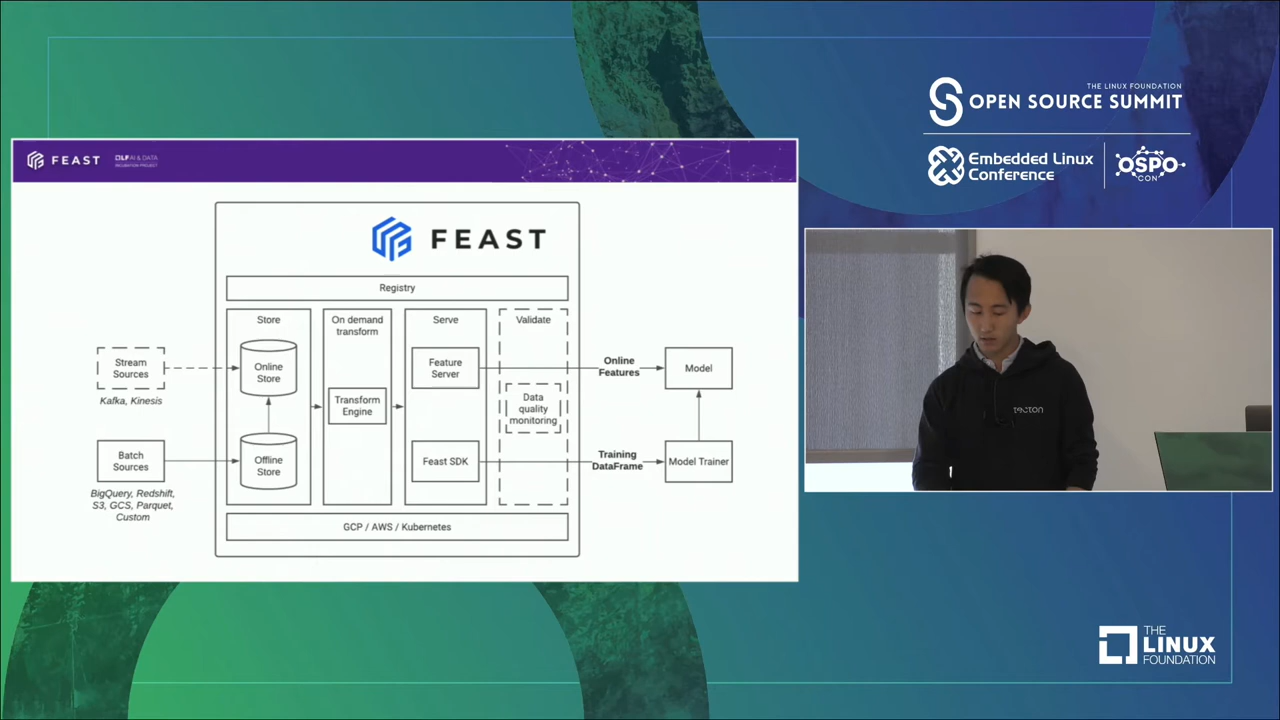 THE LINUX FOUNDATION
OPEN SOURCE SUMMIT
Embedded Linux
Conference
OSPO
CON
FEAST
LF AI & DATA
INCUBATION PROJECT
FEAST
Registry
Store
On demand
transform
Serve
Validate
Stream
Sources
Kafka, Kinesis
Online
Store
Feature
Server
Online
Features
Model
Transform
Engine
Data
quality
monitoring
Batch
Sources
BigQuery, Redshift,
S3, GCS, Parquet,
Custom
Offline
Store
Feast SDK
Training
DataFrame
Model Trainer
GCP / AWS / Kubernetes
tecton
THE
LINUX
FOUNDATION